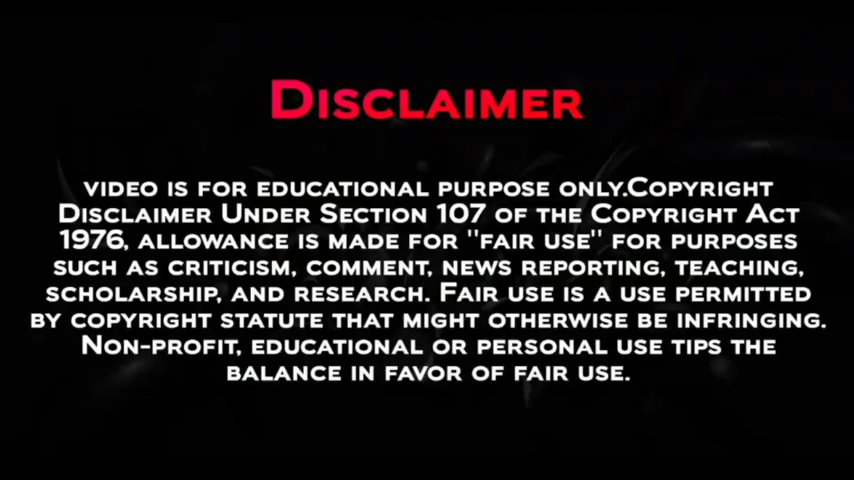 Disclaimer
video is for educational purpose only.Copyright
Disclaimer Under Section 107 of the Copyright Act
1976, allowance is made for "fair use" for purposes
such as criticism, comment, news reporting, teaching,
scholarship, and research. Fair use is a use permitted
by copyright statute that might otherwise be infringing.
Non-profit, educational or personal use tips the
balance in favor of fair use.